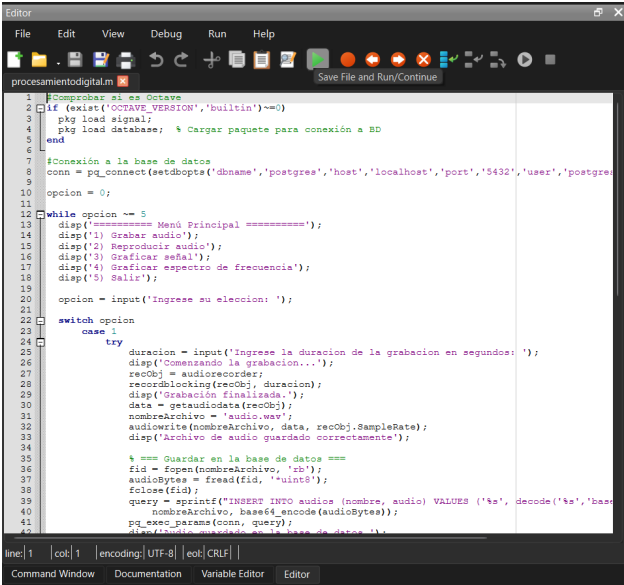 Editor
File Edit View Debug Run Help
Save File and Run/Continue
procesamientodigital.m
1 #Comprobar si es Octave
2 if (exist('OCTAVE_VERSION','builtin')~=0)
3 pkg load signal;
4 pkg load database; % Cargar paquete para conexión a BD
5 end
6
7 #Conexión a la base de datos
8 conn = pq_connect(setdbopts('dbname','postgres','host','localhost','port','5432','user','postgres
9
10 opcion = 0;
11
12 while opcion ~= 5
13 disp('========== Menú Principal ==========');
14 disp('1) Grabar audio');
15 disp('2) Reproducir audio');
16 disp('3) Graficar señal');
17 disp('4) Graficar espectro de frecuencia');
18 disp('5) Salir');
19
20 opcion = input('Ingrese su eleccion: ');
21
22 switch opcion
23 case 1
24 try
25 duracion = input('Ingrese la duracion de la grabacion en segundos: ');
26 disp('Comenzando la grabacion...');
27 recObj = audiorecorder;
28 recordblocking(recObj, duracion);
29 disp('Grabación finalizada.');
30 data = getaudiodata(recObj);
31 nombreArchivo = 'audio.wav';
32 audiowrite(nombreArchivo, data, recObj.SampleRate);
33 disp('Archivo de audio guardado correctamente');
34
35 % === Guardar en la base de datos ===
36 fid = fopen(nombreArchivo, 'rb');
37 audioBytes = fread(fid, '*uint8');
38 fclose(fid);
39 query = sprintf("INSERT INTO audios (nombre, audio) VALUES ('%s', decode('%s','base
40 nombreArchivo, base64_encode(audioBytes));
41 pq_exec_params(conn, query);
42 disp('Audio guardado en la base de datos.');
line: 1 col: 1 encoding: UTF-8 eol: CRLF
Command Window Documentation Variable Editor Editor